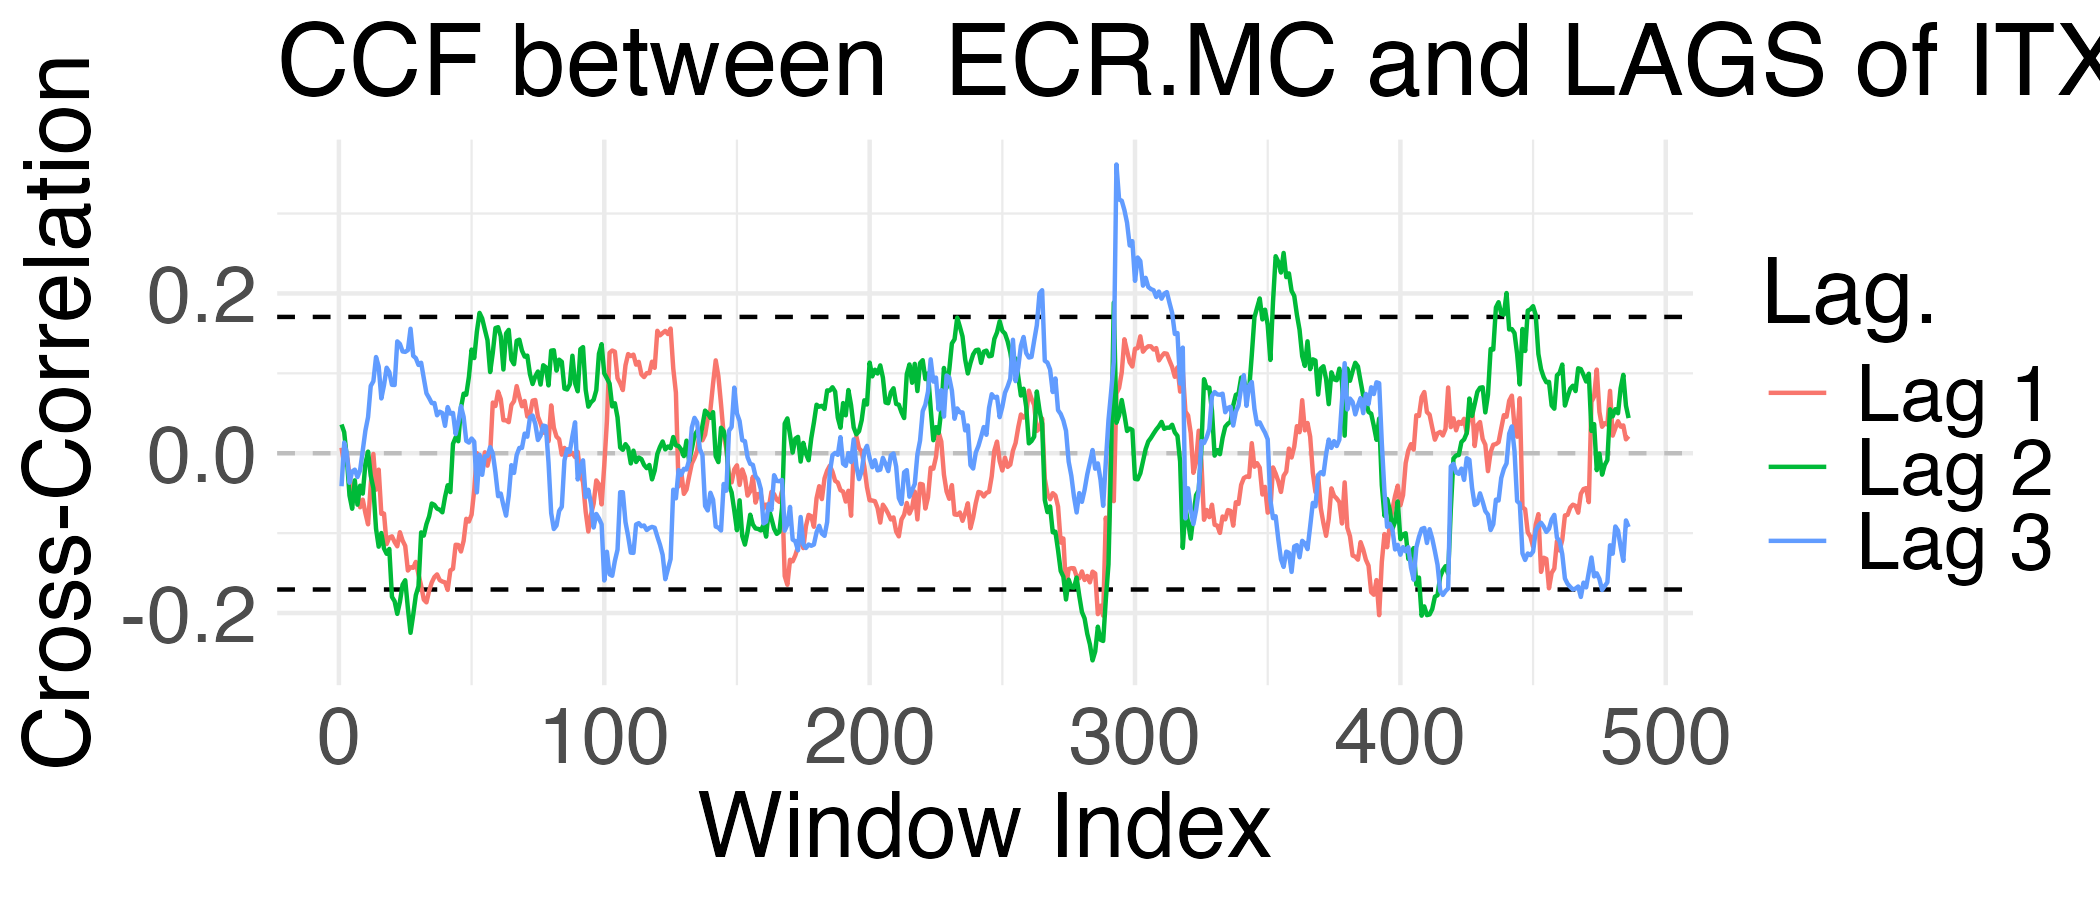 CCF between  ECR.MC and LAGS of ITX
Cross-Correlation
0.2
0.0
-0.2
0 100 200 300 400 500
Window Index
Lag.
Lag 1
Lag 2
Lag 3